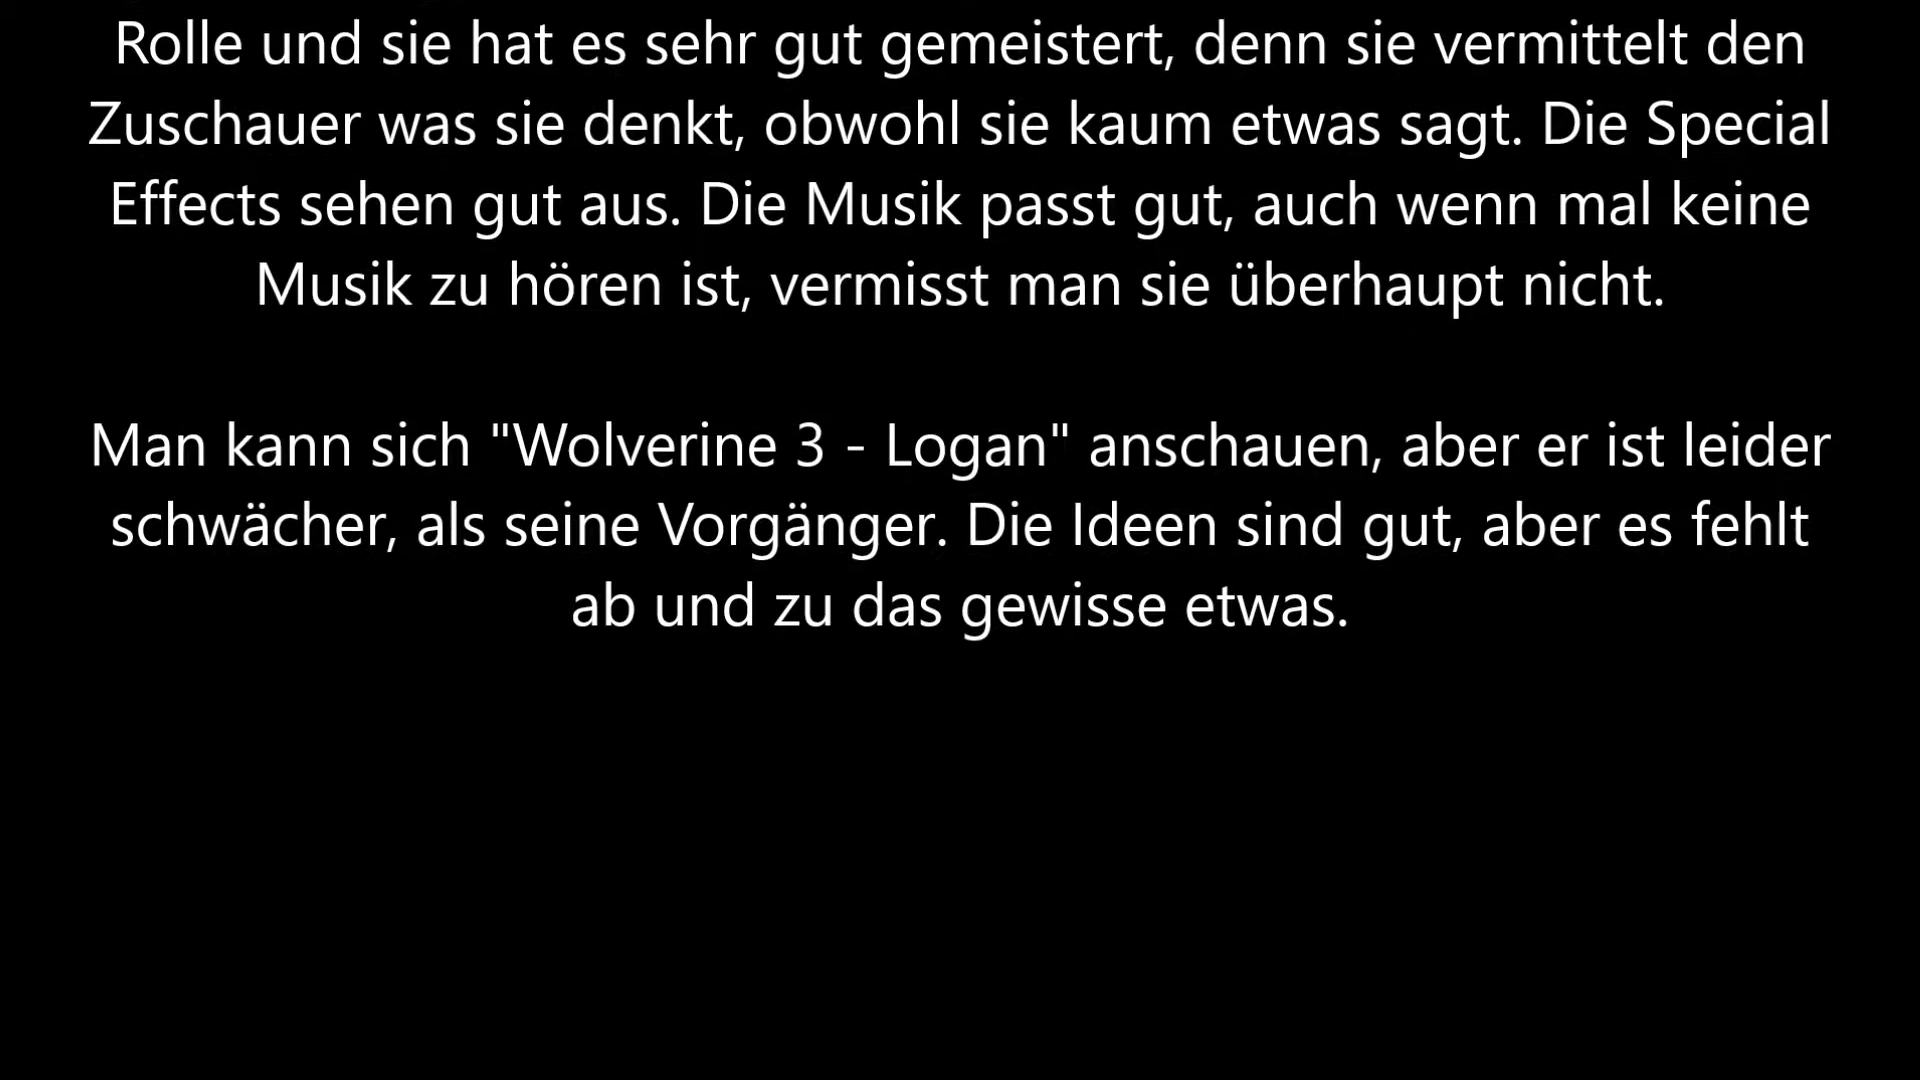 Rolle und sie hat es sehr gut gemeistert, denn sie vermittelt den
Zuschauer was sie denkt, obwohl sie kaum etwas sagt. Die Special
Effects sehen gut aus. Die Musik passt gut, auch wenn mal keine
Musik zu hören ist, vermisst man sie überhaupt nicht.
Man kann sich "Wolverine 3 - Logan" anschauen, aber er ist leider
schwächer, als seine Vorgänger. Die Ideen sind gut, aber es fehlt
ab und zu das gewisse etwas.